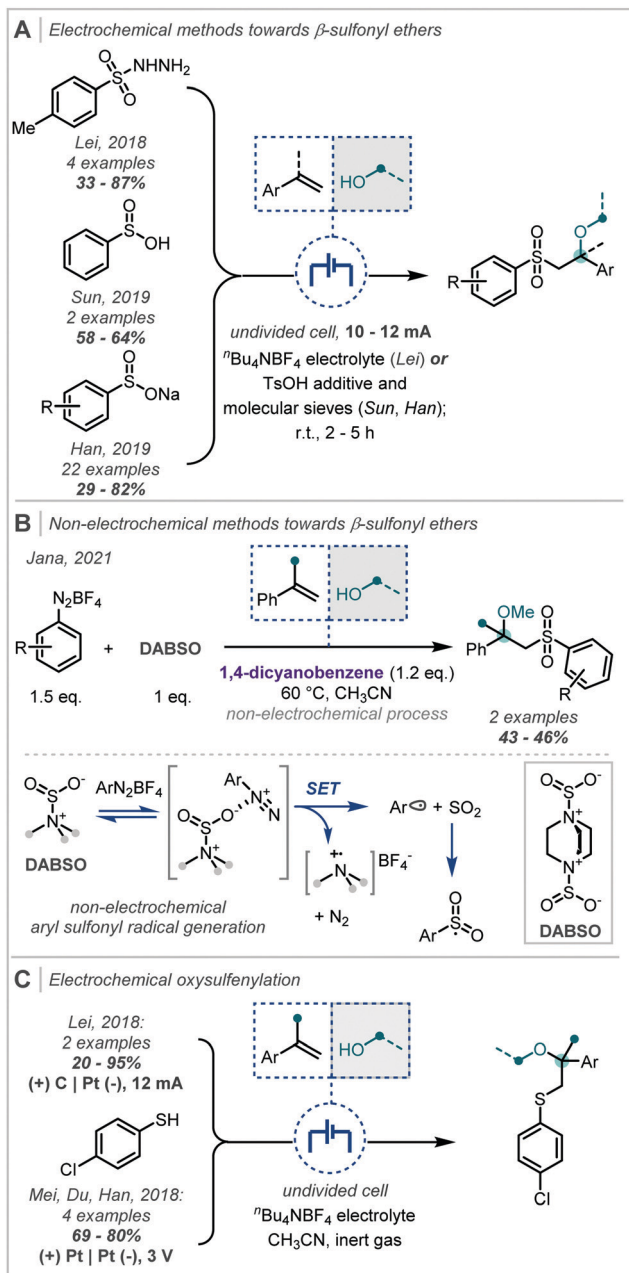 A | Electrochemical methods towards β-sulfonyl ethers
O
S
O
NHNH₂
Me
Lei, 2018
4 examples
33 - 87%
O
S
OH
Sun, 2019
2 examples
58 - 64%
O
S
ONa
R
Han, 2019
22 examples
29 - 82%
Ar
HO
undivided cell, 10 - 12 mA
ⁿBu₄NBF₄ electrolyte (Lei) or
TsOH additive and
molecular sieves (Sun, Han);
r.t., 2 - 5 h
O
O O
S
Ar
R
B | Non-electrochemical methods towards β-sulfonyl ethers
Jana, 2021
N₂BF₄
R
+ DABSO
1.5 eq. 1 eq.
Ph
HO
1,4-dicyanobenzene (1.2 eq.)
60 °C, CH₃CN
non-electrochemical process
OMe
O O
S
Ph
R
2 examples
43 - 46%
O O⁻
S
N⁺
DABSO
ArN₂BF₄
Ar
N⁺
N
O O⁻
S
N⁺
SET
+•
N
BF₄⁻
+ N₂
Ar + SO₂
Ar S O
O
non-electrochemical
aryl sulfonyl radical generation
O O⁻
S
N⁺
N⁺
S
O O⁻
DABSO
C | Electrochemical oxysulfenylation
Lei, 2018:
2 examples
20 - 95%
(+) C | Pt (-), 12 mA
SH
Cl
Mei, Du, Han, 2018:
4 examples
69 - 80%
(+) Pt | Pt (-), 3 V
Ar
HO
undivided cell
ⁿBu₄NBF₄ electrolyte
CH₃CN, inert gas
O
Ar
S
Cl